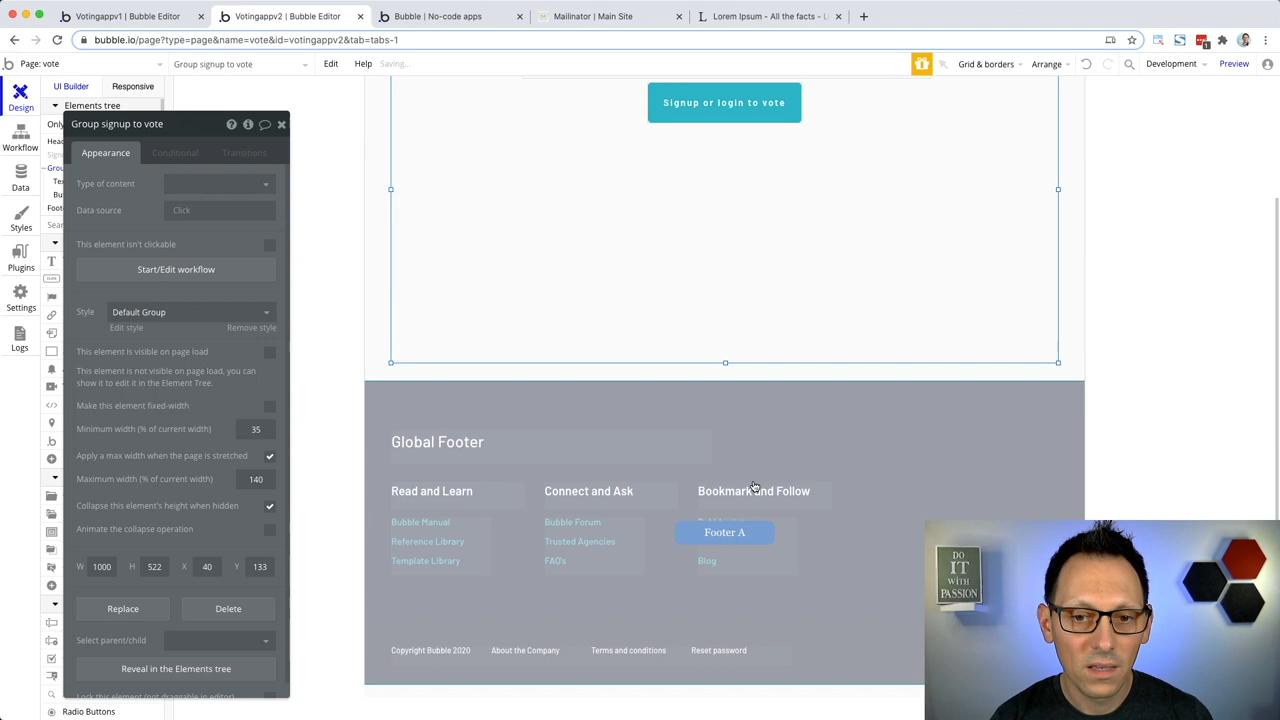 Votingappv1 | Bubble Editor
Votingappv2 | Bubble Editor
Bubble | No-code apps
Mailinator | Main Site
Lorem Ipsum - All the facts - Li
bubble.io/page?type=page&name=vote&id=votingappv2&tab=tabs-1
Page: vote
Group signup to vote
Edit
Help
Saving...
Grid & borders
Arrange
Development
Preview
UI Builder
Responsive
Design
Workflow
Data
Styles
Plugins
Settings
Logs
Elements tree
Group signup to vote
Appearance
Conditional
Transitions
Type of content
Data source
Click
This element isn't clickable
Start/Edit workflow
Style
Default Group
Edit style
Remove style
This element is visible on page load
This element is not visible on page load, you can
show it to edit it in the Element Tree.
Make this element fixed-width
Minimum width (% of current width)
35
Apply a max width when the page is stretched
Maximum width (% of current width)
140
Collapse this element's height when hidden
Animate the collapse operation
W 1000 H 522 X 40 Y 133
Replace
Delete
Select parent/child
Reveal in the Elements tree
Lock this element (not draggable in editor)
Radio Buttons
Signup or login to vote
Global Footer
Read and Learn
Connect and Ask
Bookmark and Follow
Bubble Manual
Bubble Forum
Reference Library
Trusted Agencies
Footer A
Template Library
FAQ's
Blog
Copyright Bubble 2020
About the Company
Terms and conditions
Reset password
DO
IT
WITH
PASSION